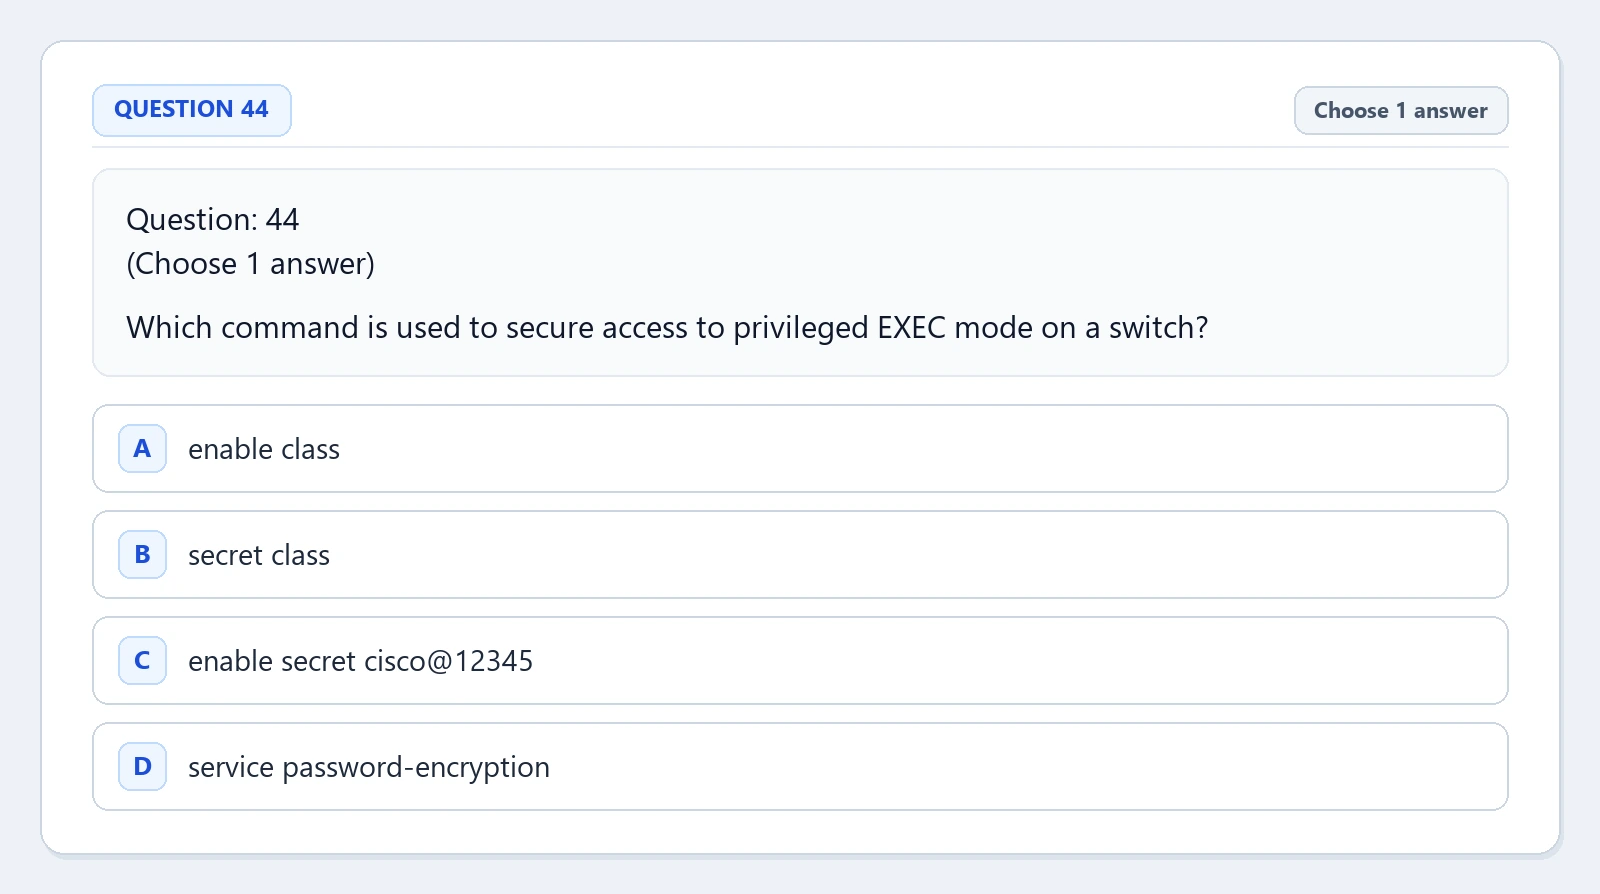 QUESTION 44
Choose 1 answer
Question: 44
(Choose 1 answer)
Which command is used to secure access to privileged EXEC mode on a switch?
A enable class
B secret class
C enable secret cisco@12345
D service password-encryption